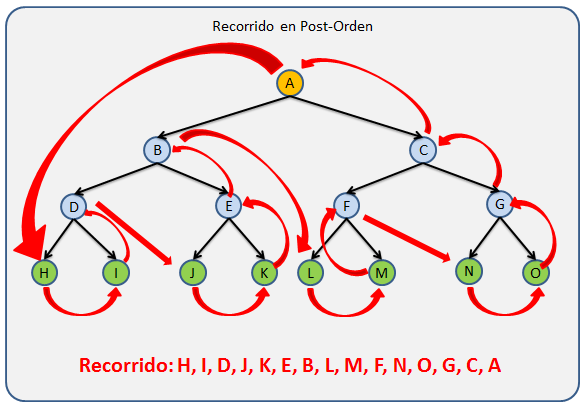 Recorrido en Post-Orden
A
B
C
D
E
F
G
H
I
J
K
L
M
N
O
Recorrido: H, I, D, J, K, E, B, L, M, F, N, O, G, C, A